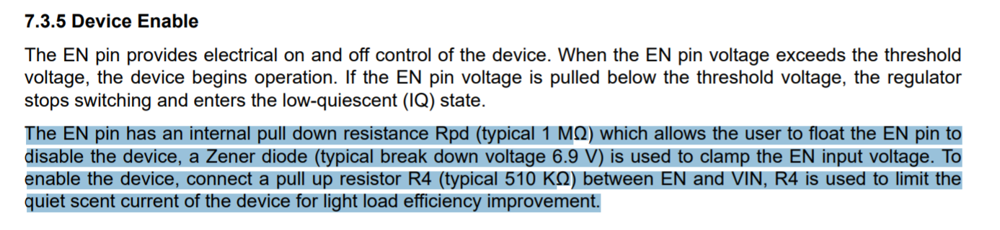 7.3.5 Device Enable
The EN pin provides electrical on and off control of the device. When the EN pin voltage exceeds the threshold
voltage, the device begins operation. If the EN pin voltage is pulled below the threshold voltage, the regulator
stops switching and enters the low-quiescent (IQ) state.
The EN pin has an internal pull down resistance Rpd (typical 1 MΩ) which allows the user to float the EN pin to
disable the device, a Zener diode (typical break down voltage 6.9 V) is used to clamp the EN input voltage. To
enable the device, connect a pull up resistor R4 (typical 510 KΩ) between EN and VIN, R4 is used to limit the
quiet scent current of the device for light load efficiency improvement.